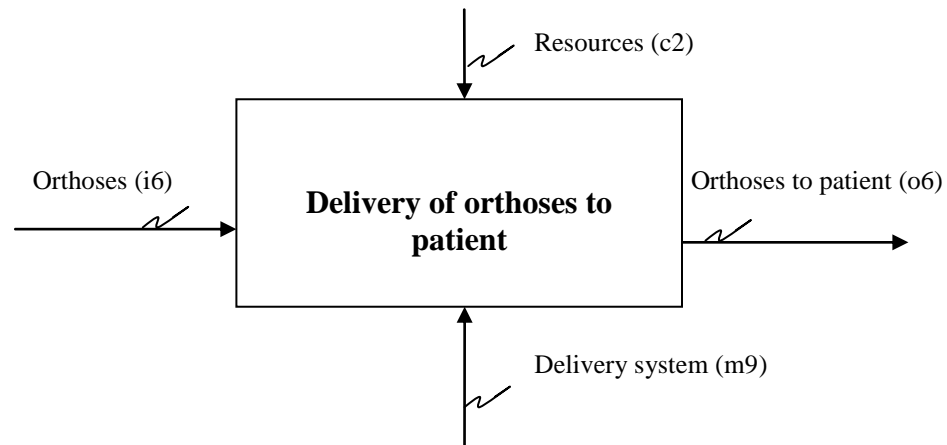 Resources (c2)
Orthoses (i6)
Orthoses to patient (o6)
Delivery of orthoses to
patient
Delivery system (m9)